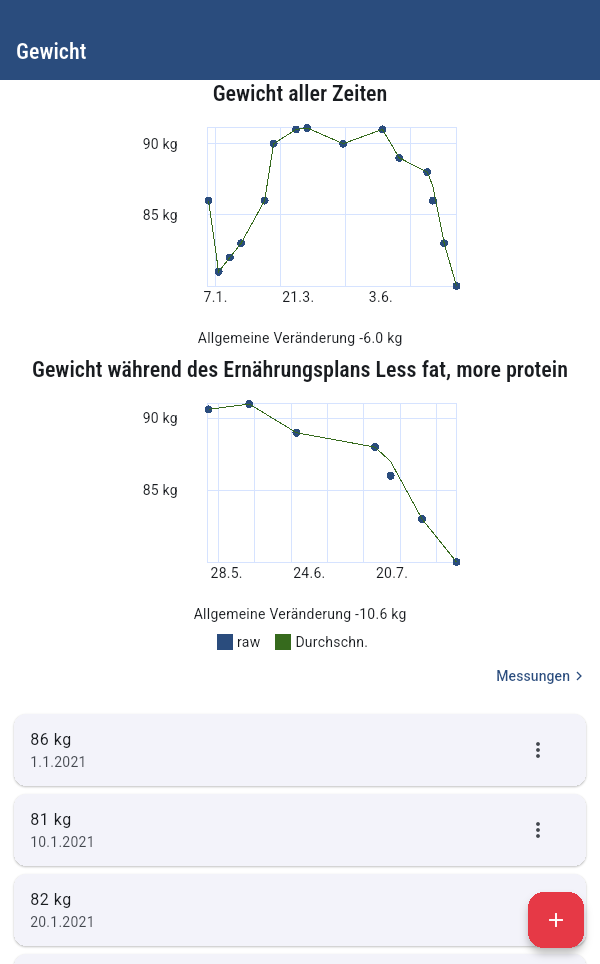 Gewicht
Gewicht aller Zeiten
90 kg
85 kg
7.1. 21.3. 3.6.
Allgemeine Veränderung -6.0 kg
Gewicht während des Ernährungsplans Less fat, more protein
90 kg
85 kg
28.5. 24.6. 20.7.
Allgemeine Veränderung -10.6 kg
raw Durchschn.
Messungen
86 kg
1.1.2021
81 kg
10.1.2021
82 kg
20.1.2021